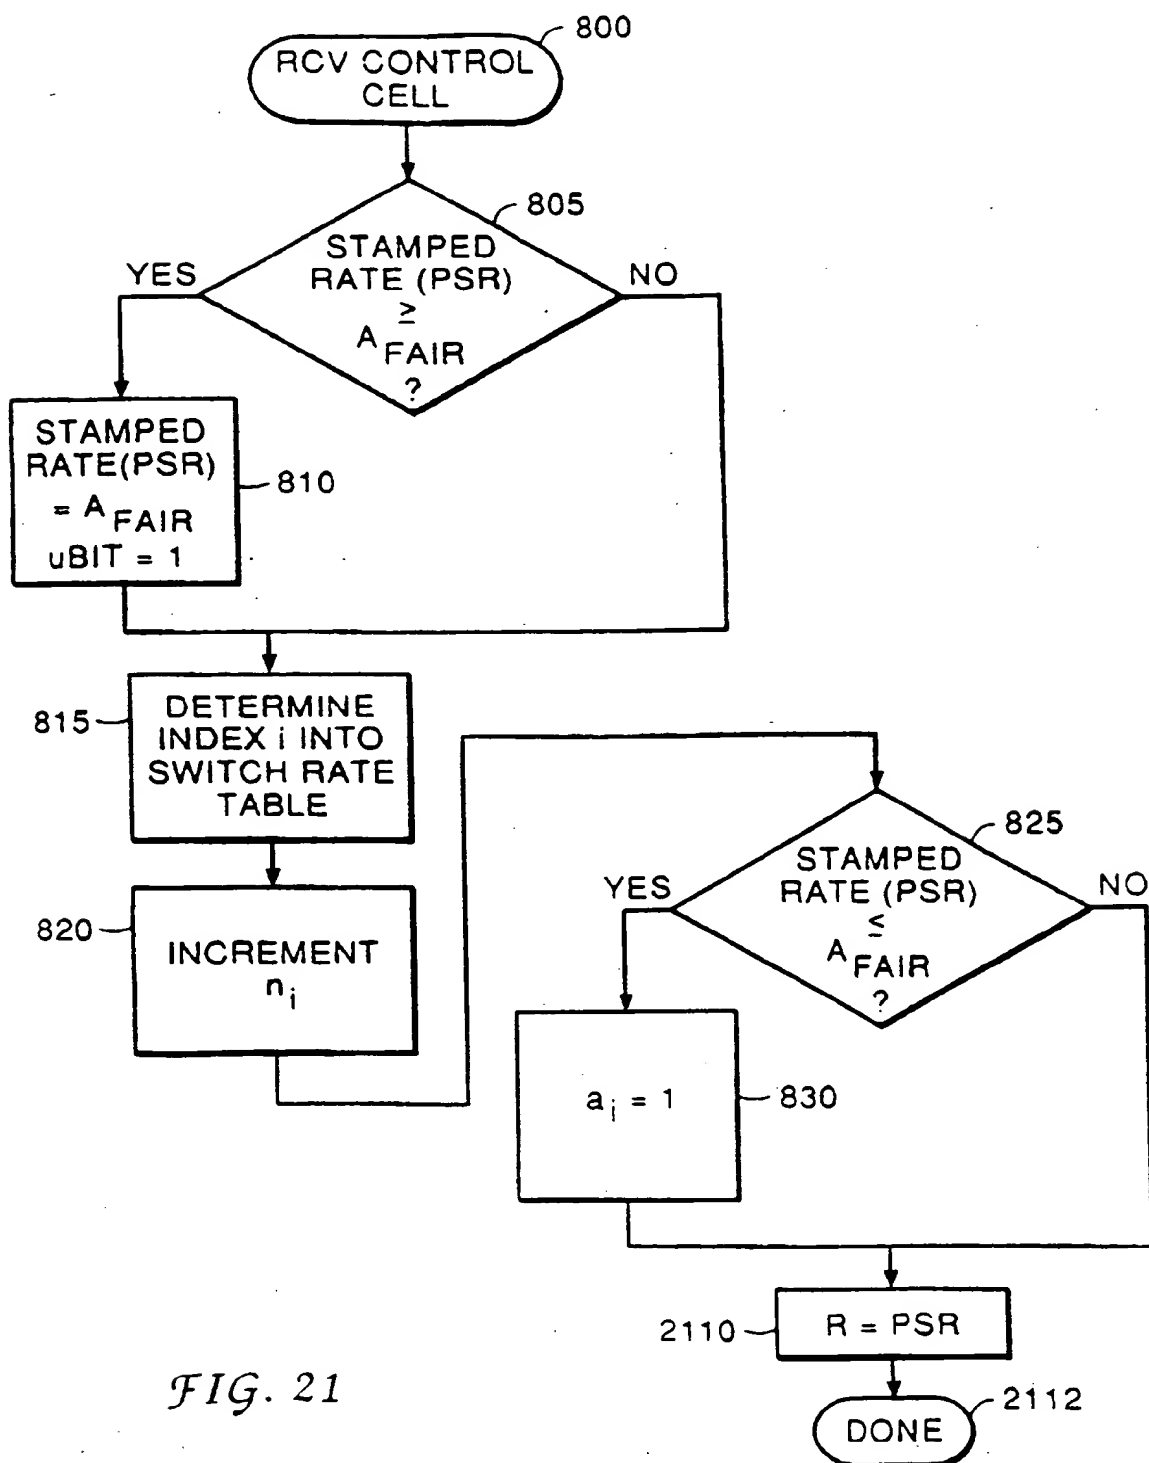 800
RCV CONTROL
CELL
805
STAMPED
RATE (PSR)
≥
A FAIR
?
YES
NO
STAMPED
RATE(PSR)
= A FAIR
uBIT = 1
810
815
DETERMINE
INDEX i INTO
SWITCH RATE
TABLE
820
INCREMENT
ni
825
STAMPED
RATE (PSR)
≤
A FAIR
?
YES
NO
ai = 1
830
2110
R = PSR
2112
DONE
FIG. 21